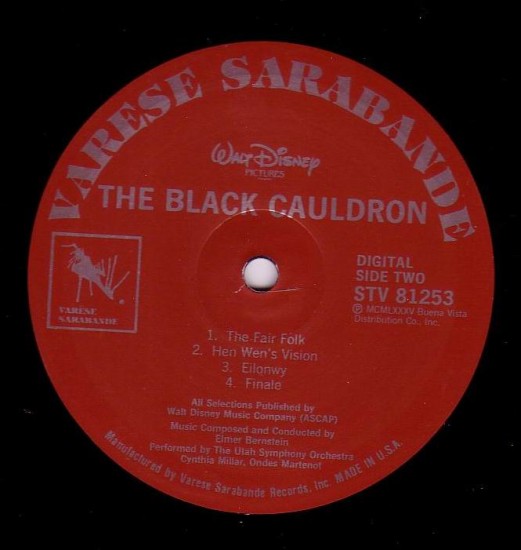 VARESE SARABANDE
WALT DISNEY
PICTURES
THE BLACK CAULDRON
VARESE
SARABANDE
DIGITAL
SIDE TWO
STV 81253
℗ MCMLXXXV Buena Vista
Distribution Co., Inc.
1. The Fair Folk
2. Hen Wen's Vision
3. Eilonwy
4. Finale
All Selections Published by
Walt Disney Music Company (ASCAP)
Music Composed and Conducted by
Elmer Bernstein
Performed by The Utah Symphony Orchestra
Cynthia Millar, Ondes Martenot
Manufactured by Varese Sarabande Records, Inc. MADE IN U.S.A.